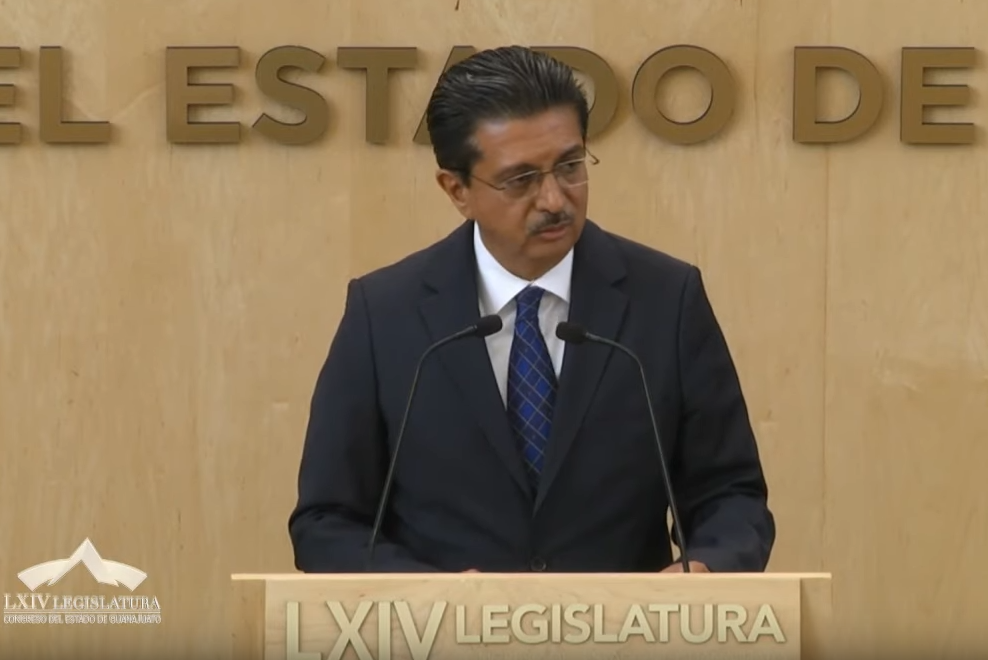 EL ESTADO DE
LXIV LEGISLATURA
CONGRESO DEL ESTADO DE GUANAJUATO
LXIV LEGISLATURA